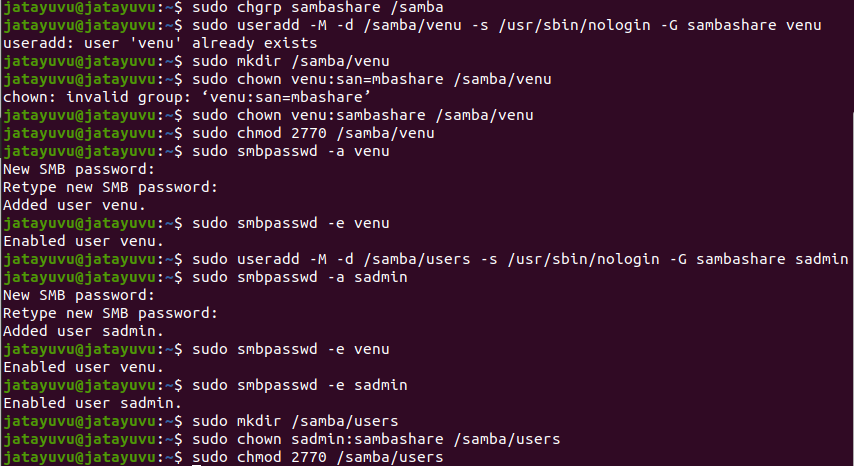 jatayuvu@jatayuvu:~$ sudo chgrp sambashare /samba
jatayuvu@jatayuvu:~$ sudo useradd -M -d /samba/venu -s /usr/sbin/nologin -G sambashare venu
useradd: user 'venu' already exists
jatayuvu@jatayuvu:~$ sudo mkdir /samba/venu
jatayuvu@jatayuvu:~$ sudo chown venu:san=mbashare /samba/venu
chown: invalid group: ‘venu:san=mbashare’
jatayuvu@jatayuvu:~$ sudo chown venu:sambashare /samba/venu
jatayuvu@jatayuvu:~$ sudo chmod 2770 /samba/venu
jatayuvu@jatayuvu:~$ sudo smbpasswd -a venu
New SMB password:
Retype new SMB password:
Added user venu.
jatayuvu@jatayuvu:~$ sudo smbpasswd -e venu
Enabled user venu.
jatayuvu@jatayuvu:~$ sudo useradd -M -d /samba/users -s /usr/sbin/nologin -G sambashare sadmin
jatayuvu@jatayuvu:~$ sudo smbpasswd -a sadmin
New SMB password:
Retype new SMB password:
Added user sadmin.
jatayuvu@jatayuvu:~$ sudo smbpasswd -e venu
Enabled user venu.
jatayuvu@jatayuvu:~$ sudo smbpasswd -e sadmin
Enabled user sadmin.
jatayuvu@jatayuvu:~$ sudo mkdir /samba/users
jatayuvu@jatayuvu:~$ sudo chown sadmin:sambashare /samba/users
jatayuvu@jatayuvu:~$ sudo chmod 2770 /samba/users